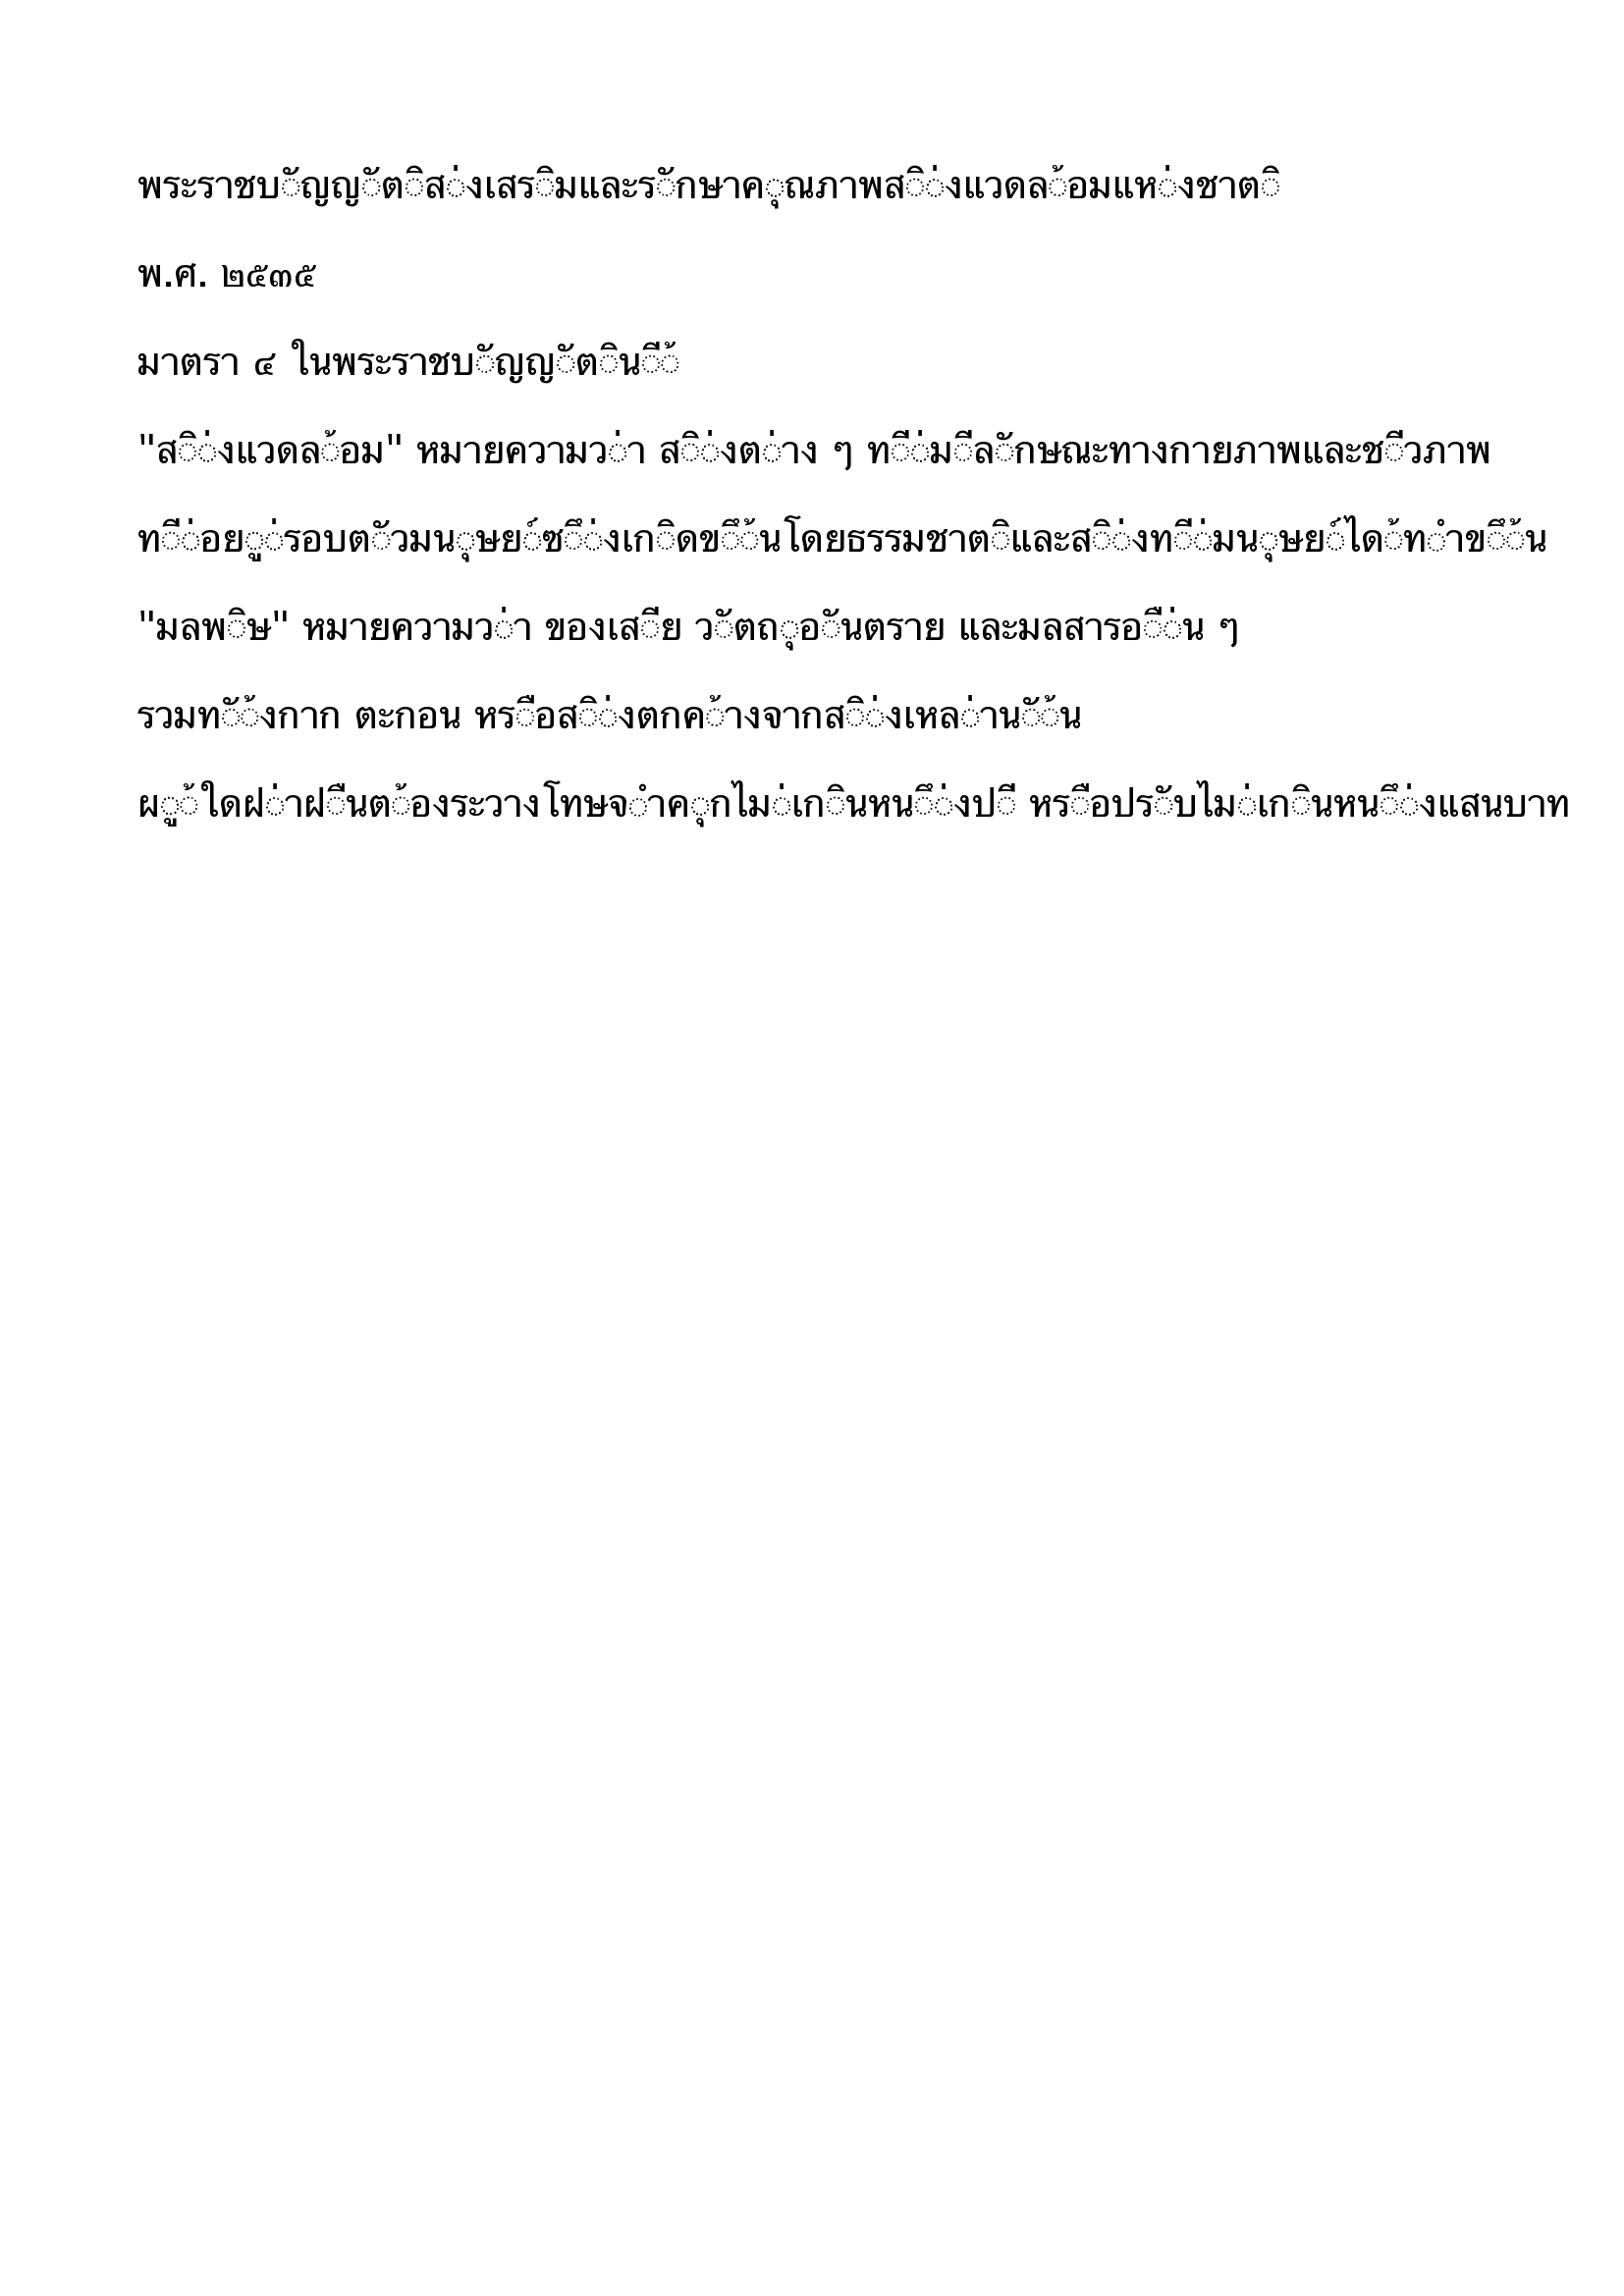 พระราชบัญญัติส่งเสริมและรักษาคุณภาพสิ่งแวดล้อมแห่งชาติ
พ.ศ. ๒๕๓๕
มาตรา ๔ ในพระราชบัญญัตินี้
"สิ่งแวดล้อม" หมายความว่า สิ่งต่าง ๆ ที่มีลักษณะทางกายภาพและชีวภาพ
ที่อยู่รอบตัวมนุษย์ซึ่งเกิดขึ้นโดยธรรมชาติและสิ่งที่มนุษย์ได้ทำขึ้น
"มลพิษ" หมายความว่า ของเสีย วัตถุอันตราย และมลสารอื่น ๆ
รวมทั้งกาก ตะกอน หรือสิ่งตกค้างจากสิ่งเหล่านั้น
ผู้ใดฝ่าฝืนต้องระวางโทษจำคุกไม่เกินหนึ่งปี หรือปรับไม่เกินหนึ่งแสนบาท